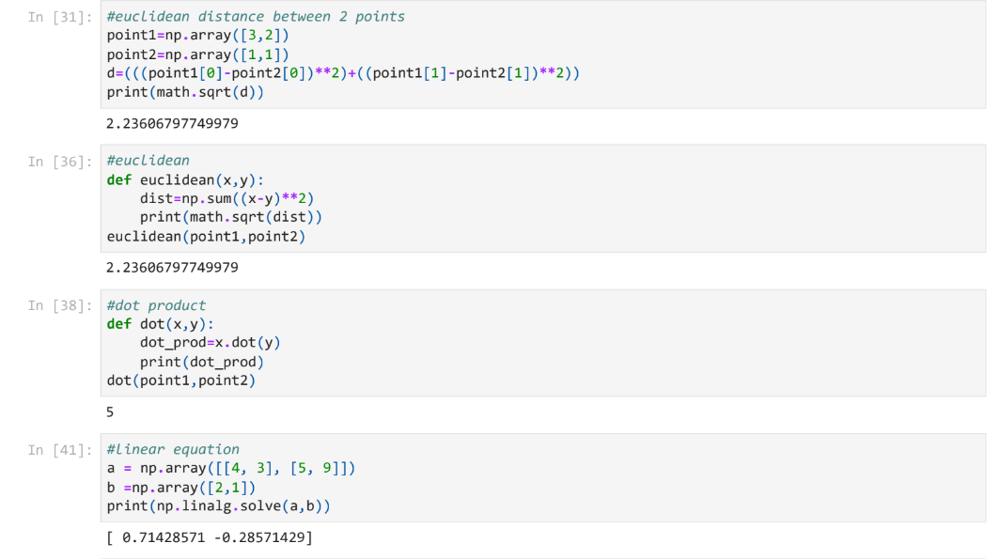 In [31]: #euclidean distance between 2 points
point1=np.array([3,2])
point2=np.array([1,1])
d=(((point1[0]-point2[0])**2)+((point1[1]-point2[1])**2))
print(math.sqrt(d))
2.23606797749979
In [36]: #euclidean
def euclidean(x,y):
    dist=np.sum((x-y)**2)
    print(math.sqrt(dist))
euclidean(point1,point2)
2.23606797749979
In [38]: #dot product
def dot(x,y):
    dot_prod=x.dot(y)
    print(dot_prod)
dot(point1,point2)
5
In [41]: #linear equation
a = np.array([[4, 3], [5, 9]])
b =np.array([2,1])
print(np.linalg.solve(a,b))
[ 0.71428571 -0.28571429]